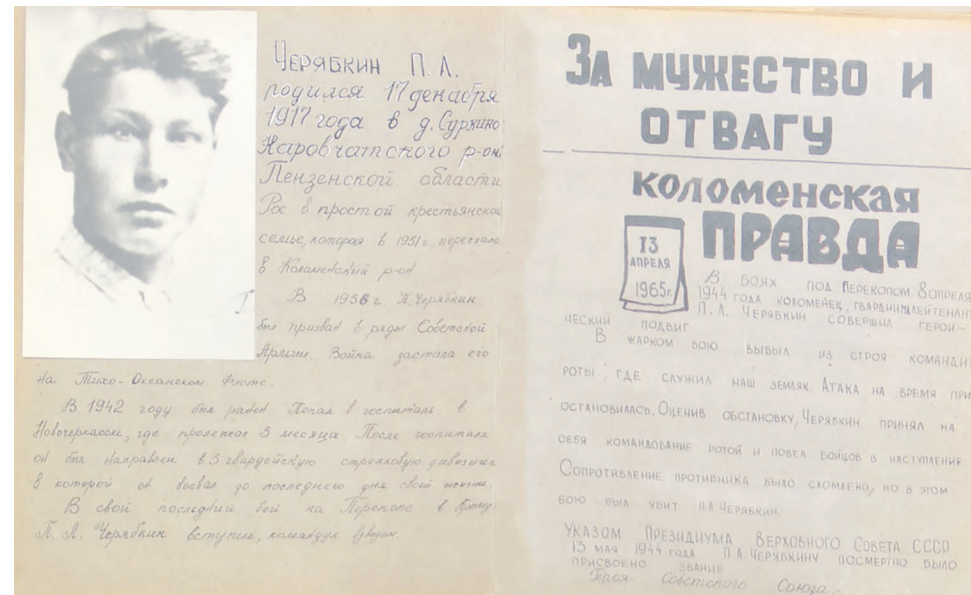 Черябкин П. Л.
родился 17 декабря
1917 года в д. Суркино
Наровчатского р-он
Пензенской области
Рос в простой крестьянской
семье, которая в 1931 г. переехала
в Коломенский р-он
В 1936 г. П. Черябкин
был призван в ряды Советской
Армии. Война застала его
на Тихо-Океанском флоте.
В 1942 году был ранен. Попал в госпиталь в
Новочеркасске, где пролежал 3 месяца. После госпиталя
он был направлен в 3 гвардейскую стрелковую дивизию
в которой он воевал до последнего дня своей жизни.
В свой последний бой на Перекопе в Крыму
П. Л. Черябкин вступил, командуя взводом.
За мужество и
отвагу
коломенская
ПРАВДА
13
АПРЕЛЯ
1965г.
В боях под Перекопом 8 апреля
1944 года коломенец, гвардии лейтенант
П. Л. Черябкин совершил герои-
ческий подвиг
В жарком бою выбыл из строя команди
роты, где служил наш земляк. Атака на время при
остановилась. Оценив обстановку, Черябкин принял на
себя командование ротой и повел бойцов в наступление
Сопротивление противника было сломлено, но в этом
бою был убит П.Л Черябкин.
Указом Президиума Верховного Совета СССР
13 мая 1944 года П Л Черябкину посмертно было
присвоено звание
Героя Советского Союза.